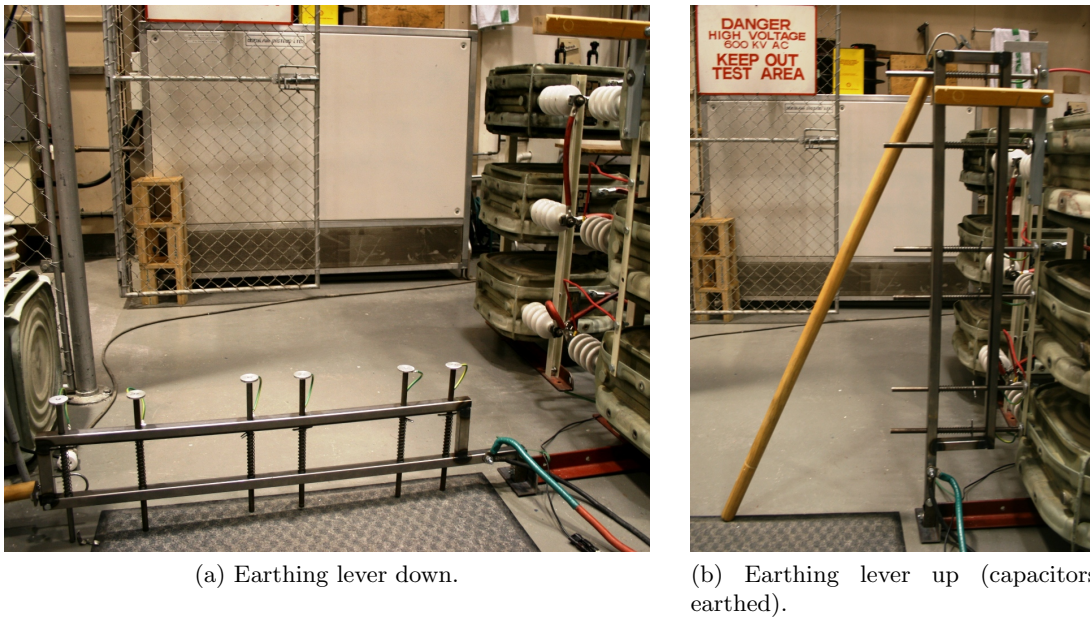 DANGER
HIGH VOLTAGE
600 KV AC
KEEP OUT
TEST AREA
(a) Earthing lever down.
(b) Earthing lever up (capacitors
earthed).